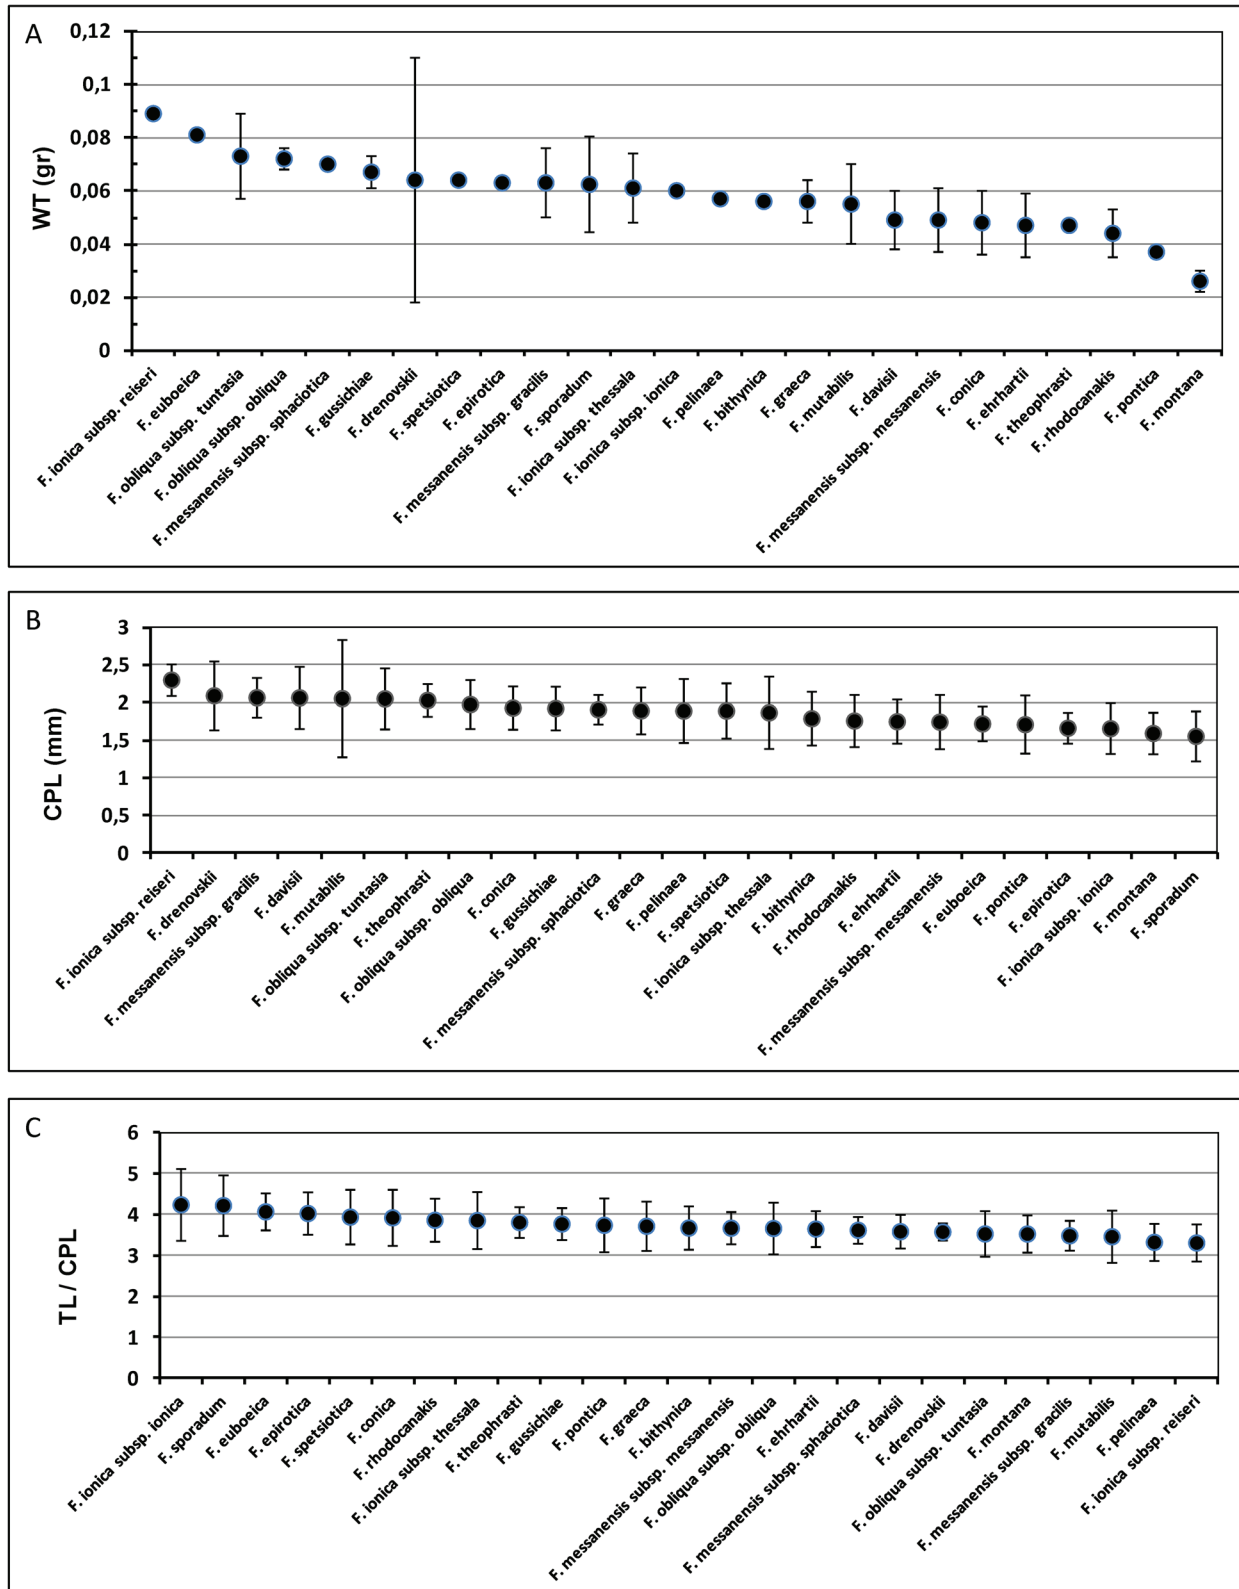 A
WT (gr)
0,12
0,1
0,08
0,06
0,04
0,02
0
F. ionica subsp. reiseri
F. euboeica
F. obliqua subsp. tuntasia
F. obliqua subsp. obliqua
F. messanensis subsp. sphaciotica
F. gussichiae
F. drenovskii
F. spetsiotica
F. epirotica
F. messanensis subsp. gracilis
F. sporadum
F. ionica subsp. thessala
F. ionica subsp. ionica
F. pelinaea
F. bithynica
F. graeca
F. mutabilis
F. davisii
F. messanensis subsp. messanensis
F. conica
F. ehrhartii
F. theophrasti
F. rhodocanakis
F. pontica
F. montana
B
CPL (mm)
3
2,5
2
1,5
1
0,5
0
F. ionica subsp. reiseri
F. drenovskii
F. messanensis subsp. gracilis
F. davisii
F. mutabilis
F. obliqua subsp. tuntasia
F. theophrasti
F. obliqua subsp. obliqua
F. conica
F. gussichiae
F. messanensis subsp. sphaciotica
F. graeca
F. pelinaea
F. spetsiotica
F. ionica subsp. thessala
F. bithynica
F. rhodocanakis
F. ehrhartii
F. messanensis subsp. messanensis
F. euboeica
F. pontica
F. epirotica
F. ionica subsp. ionica
F. montana
F. sporadum
C
TL / CPL
6
5
4
3
2
1
0
F. ionica subsp. ionica
F. sporadum
F. euboeica
F. epirotica
F. spetsiotica
F. conica
F. rhodocanakis
F. ionica subsp. thessala
F. theophrasti
F. gussichiae
F. pontica
F. graeca
F. bithynica
F. messanensis subsp. messanensis
F. obliqua subsp. obliqua
F. ehrhartii
F. messanensis subsp. sphaciotica
F. davisii
F. drenovskii
F. obliqua subsp. tuntasia
F. montana
F. messanensis subsp. gracilis
F. mutabilis
F. pelinaea
F. ionica subsp. reiseri